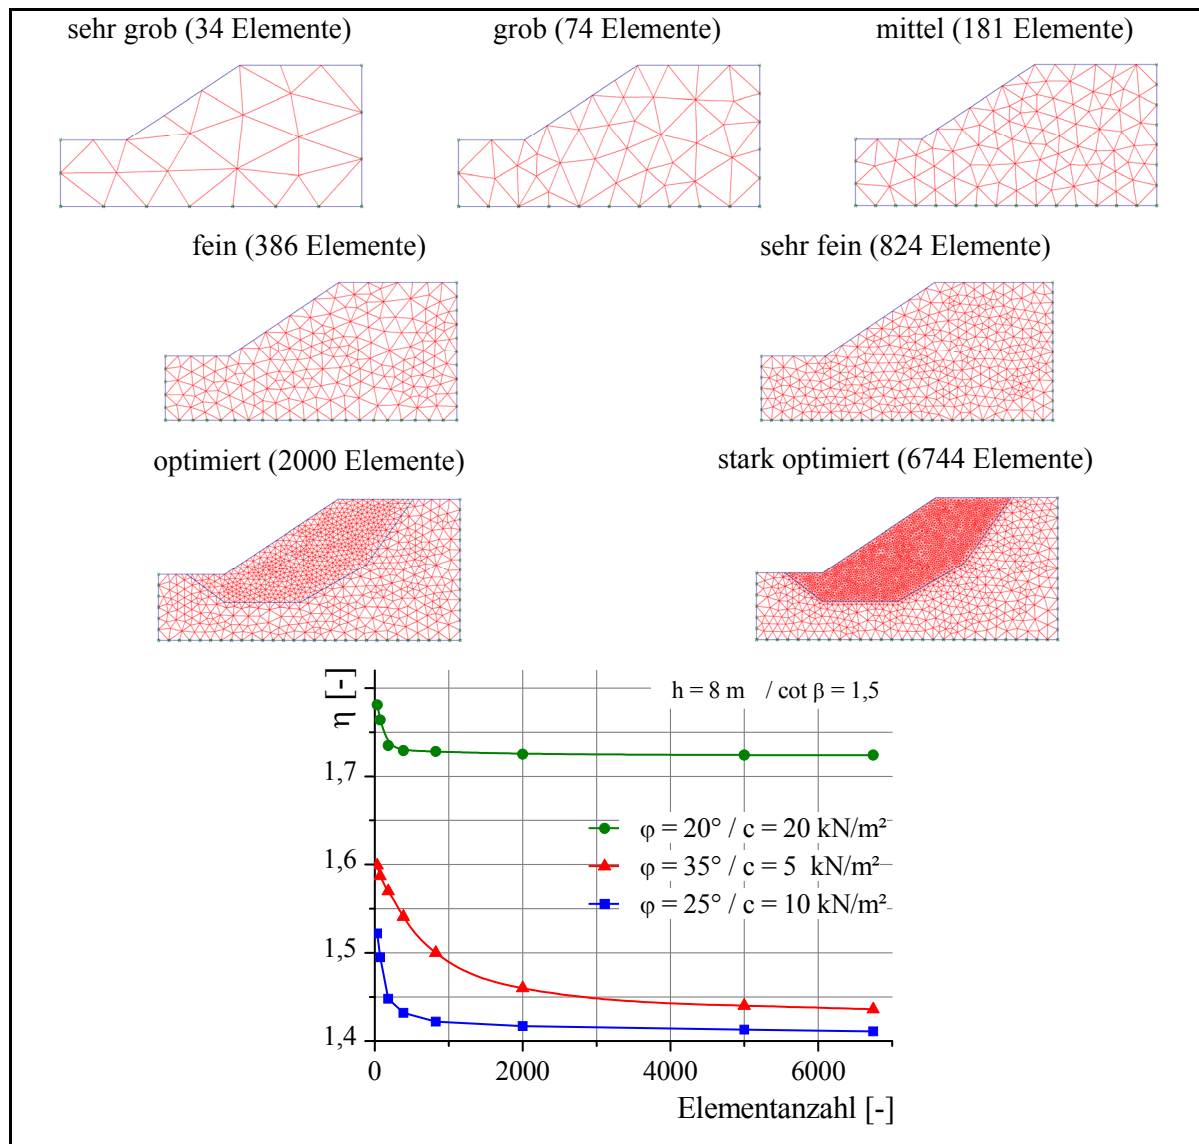 sehr grob (34 Elemente)
grob (74 Elemente)
mittel (181 Elemente)
fein (386 Elemente)
sehr fein (824 Elemente)
optimiert (2000 Elemente)
stark optimiert (6744 Elemente)
η [-]
h = 8 m / cot β = 1,5
1,7
1,6
1,5
1,4
φ = 20° / c = 20 kN/m²
φ = 35° / c = 5 kN/m²
φ = 25° / c = 10 kN/m²
0 2000 4000 6000
Elementanzahl [-]